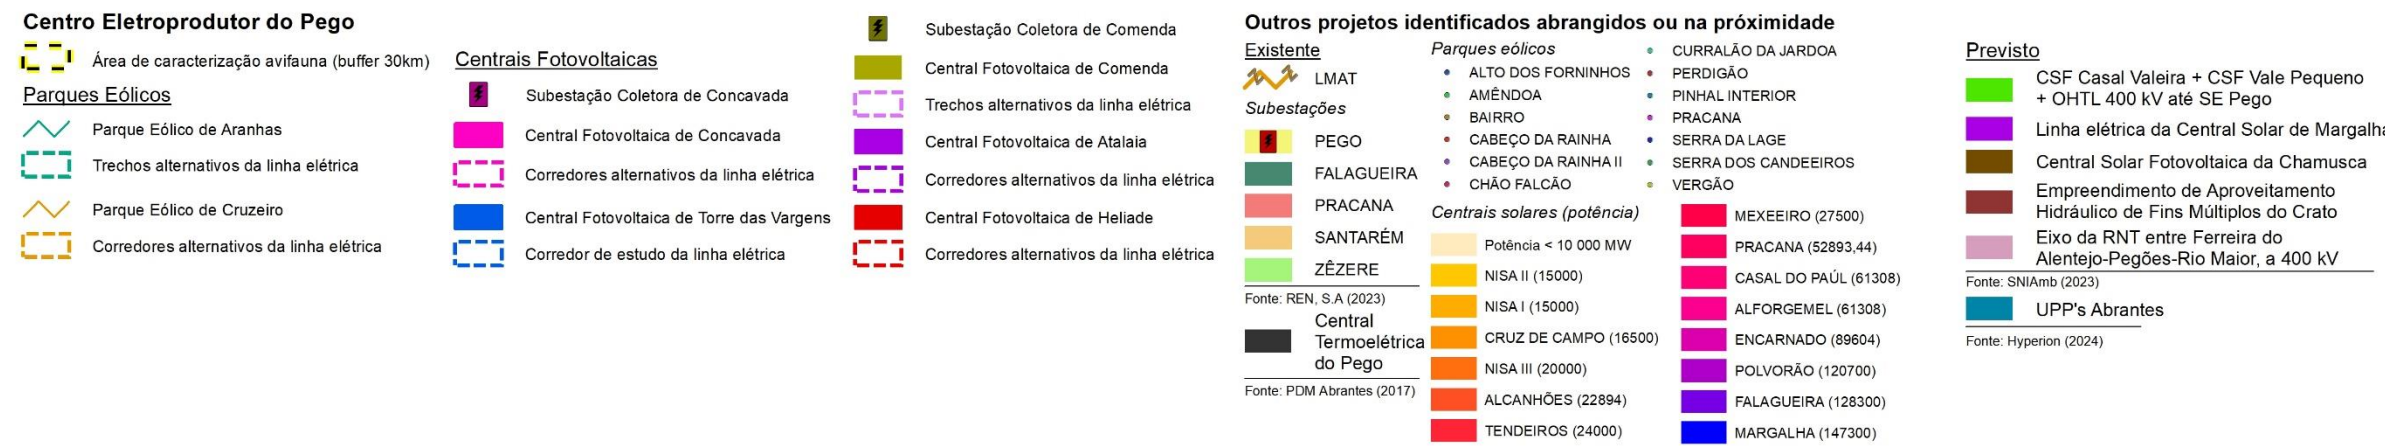 Centro Eletroprodutor do Pego
Área de caracterização avifauna (buffer 30km)
Parques Eólicos
Parque Eólico de Aranhas
Trechos alternativos da linha elétrica
Parque Eólico de Cruzeiro
Corredores alternativos da linha elétrica
Centrais Fotovoltaicas
Subestação Coletora de Concavada
Central Fotovoltaica de Concavada
Corredores alternativos da linha elétrica
Central Fotovoltaica de Torre das Vargens
Corredor de estudo da linha elétrica
Subestação Coletora de Comenda
Central Fotovoltaica de Comenda
Trechos alternativos da linha elétrica
Central Fotovoltaica de Atalaia
Corredores alternativos da linha elétrica
Central Fotovoltaica de Heliade
Corredores alternativos da linha elétrica
Outros projetos identificados abrangidos ou na próximidade
Existente
LMAT
Subestações
PEGO
FALAGUEIRA
PRACANA
SANTARÉM
ZÊZERE
Fonte: REN, S.A (2023)
Central
Termoelétrica
do Pego
Fonte: PDM Abrantes (2017)
Parques eólicos
ALTO DOS FORNINHOS
AMÊNDOA
BAIRRO
CABEÇO DA RAINHA
CABEÇO DA RAINHA II
CHÃO FALCÃO
CURRALÃO DA JARDOA
PERDIGÃO
PINHAL INTERIOR
PRACANA
SERRA DA LAGE
SERRA DOS CANDEEIROS
VERGÃO
Centrais solares (potência)
Potência < 10 000 MW
NISA II (15000)
NISA I (15000)
CRUZ DE CAMPO (16500)
NISA III (20000)
ALCANHÕES (22894)
TENDEIROS (24000)
MEXEEIRO (27500)
PRACANA (52893,44)
CASAL DO PAÚL (61308)
ALFORGEMEL (61308)
ENCARNADO (89604)
POLVORÃO (120700)
FALAGUEIRA (128300)
MARGALHA (147300)
Previsto
CSF Casal Valeira + CSF Vale Pequeno
+ OHTL 400 kV até SE Pego
Linha elétrica da Central Solar de Margalha
Central Solar Fotovoltaica da Chamusca
Empreendimento de Aproveitamento
Hidráulico de Fins Múltiplos do Crato
Eixo da RNT entre Ferreira do
Alentejo-Pegões-Rio Maior, a 400 kV
Fonte: SNIAmb (2023)
UPP's Abrantes
Fonte: Hyperion (2024)